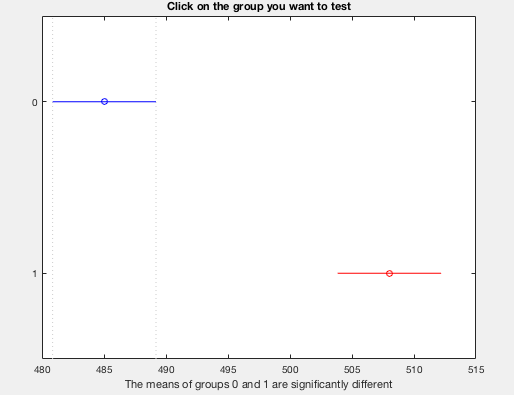 Click on the group you want to test
0
1
480 485 490 495 500 505 510 515
The means of groups 0 and 1 are significantly different